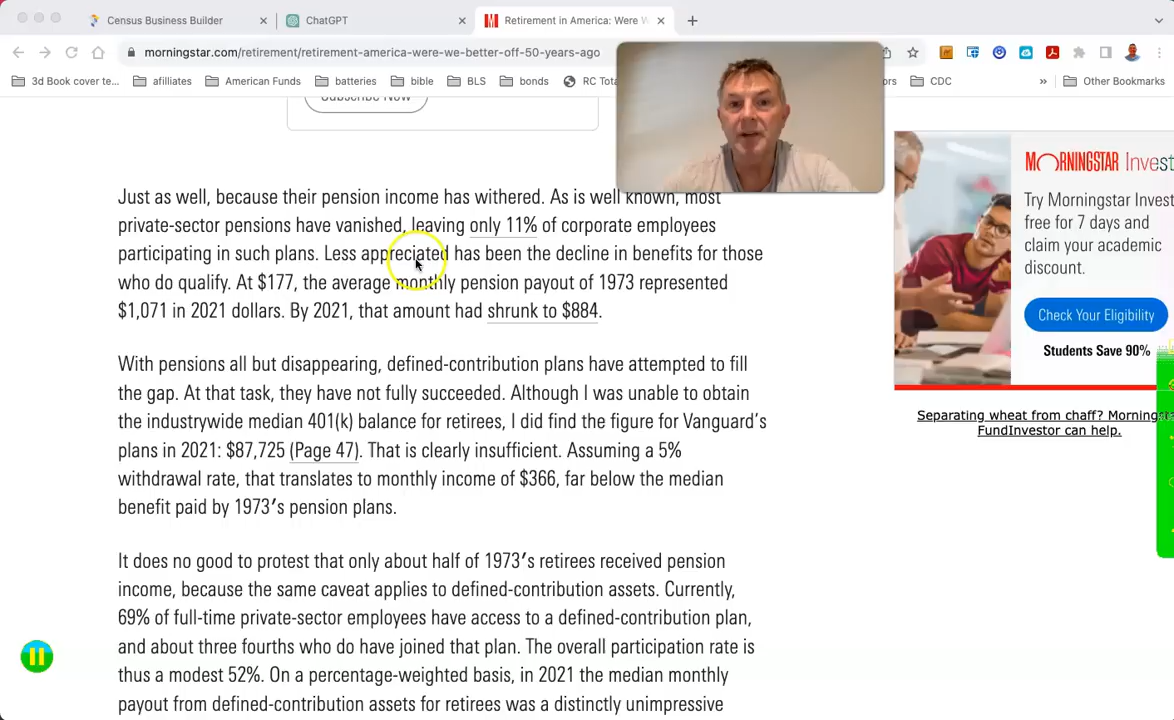 Census Business Builder
ChatGPT
Retirement in America: Were W
morningstar.com/retirement/retirement-america-were-we-better-off-50-years-ago
3d Book cover te...
afilliates
American Funds
batteries
bible
BLS
bonds
RC Tota
ors
CDC
»
Other Bookmarks
Subscribe Now
Just as well, because their pension income has withered. As is well known, most
private-sector pensions have vanished, leaving only 11% of corporate employees
participating in such plans. Less appreciated has been the decline in benefits for those
who do qualify. At $177, the average monthly pension payout of 1973 represented
$1,071 in 2021 dollars. By 2021, that amount had shrunk to $884.
With pensions all but disappearing, defined-contribution plans have attempted to fill
the gap. At that task, they have not fully succeeded. Although I was unable to obtain
the industrywide median 401(k) balance for retirees, I did find the figure for Vanguard's
plans in 2021: $87,725 (Page 47). That is clearly insufficient. Assuming a 5%
withdrawal rate, that translates to monthly income of $366, far below the median
benefit paid by 1973's pension plans.
It does no good to protest that only about half of 1973's retirees received pension
income, because the same caveat applies to defined-contribution assets. Currently,
69% of full-time private-sector employees have access to a defined-contribution plan,
and about three fourths who do have joined that plan. The overall participation rate is
thus a modest 52%. On a percentage-weighted basis, in 2021 the median monthly
payout from defined-contribution assets for retirees was a distinctly unimpressive
MORNINGSTAR Invest
Try Morningstar Invest
free for 7 days and
claim your academic
discount.
Check Your Eligibility
Students Save 90%
Separating wheat from chaff? Morningst
FundInvestor can help.